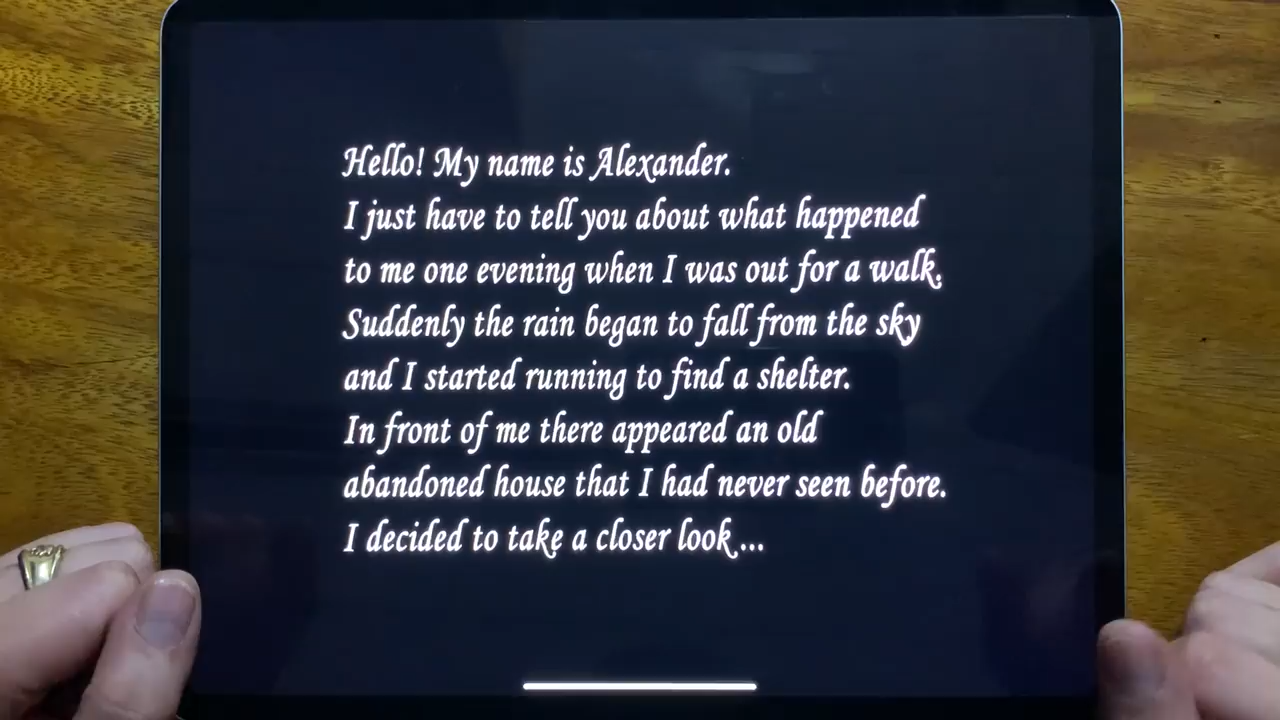 Hello! My name is Alexander.
I just have to tell you about what happened
to me one evening when I was out for a walk.
Suddenly the rain began to fall from the sky
and I started running to find a shelter.
In front of me there appeared an old
abandoned house that I had never seen before.
I decided to take a closer look...